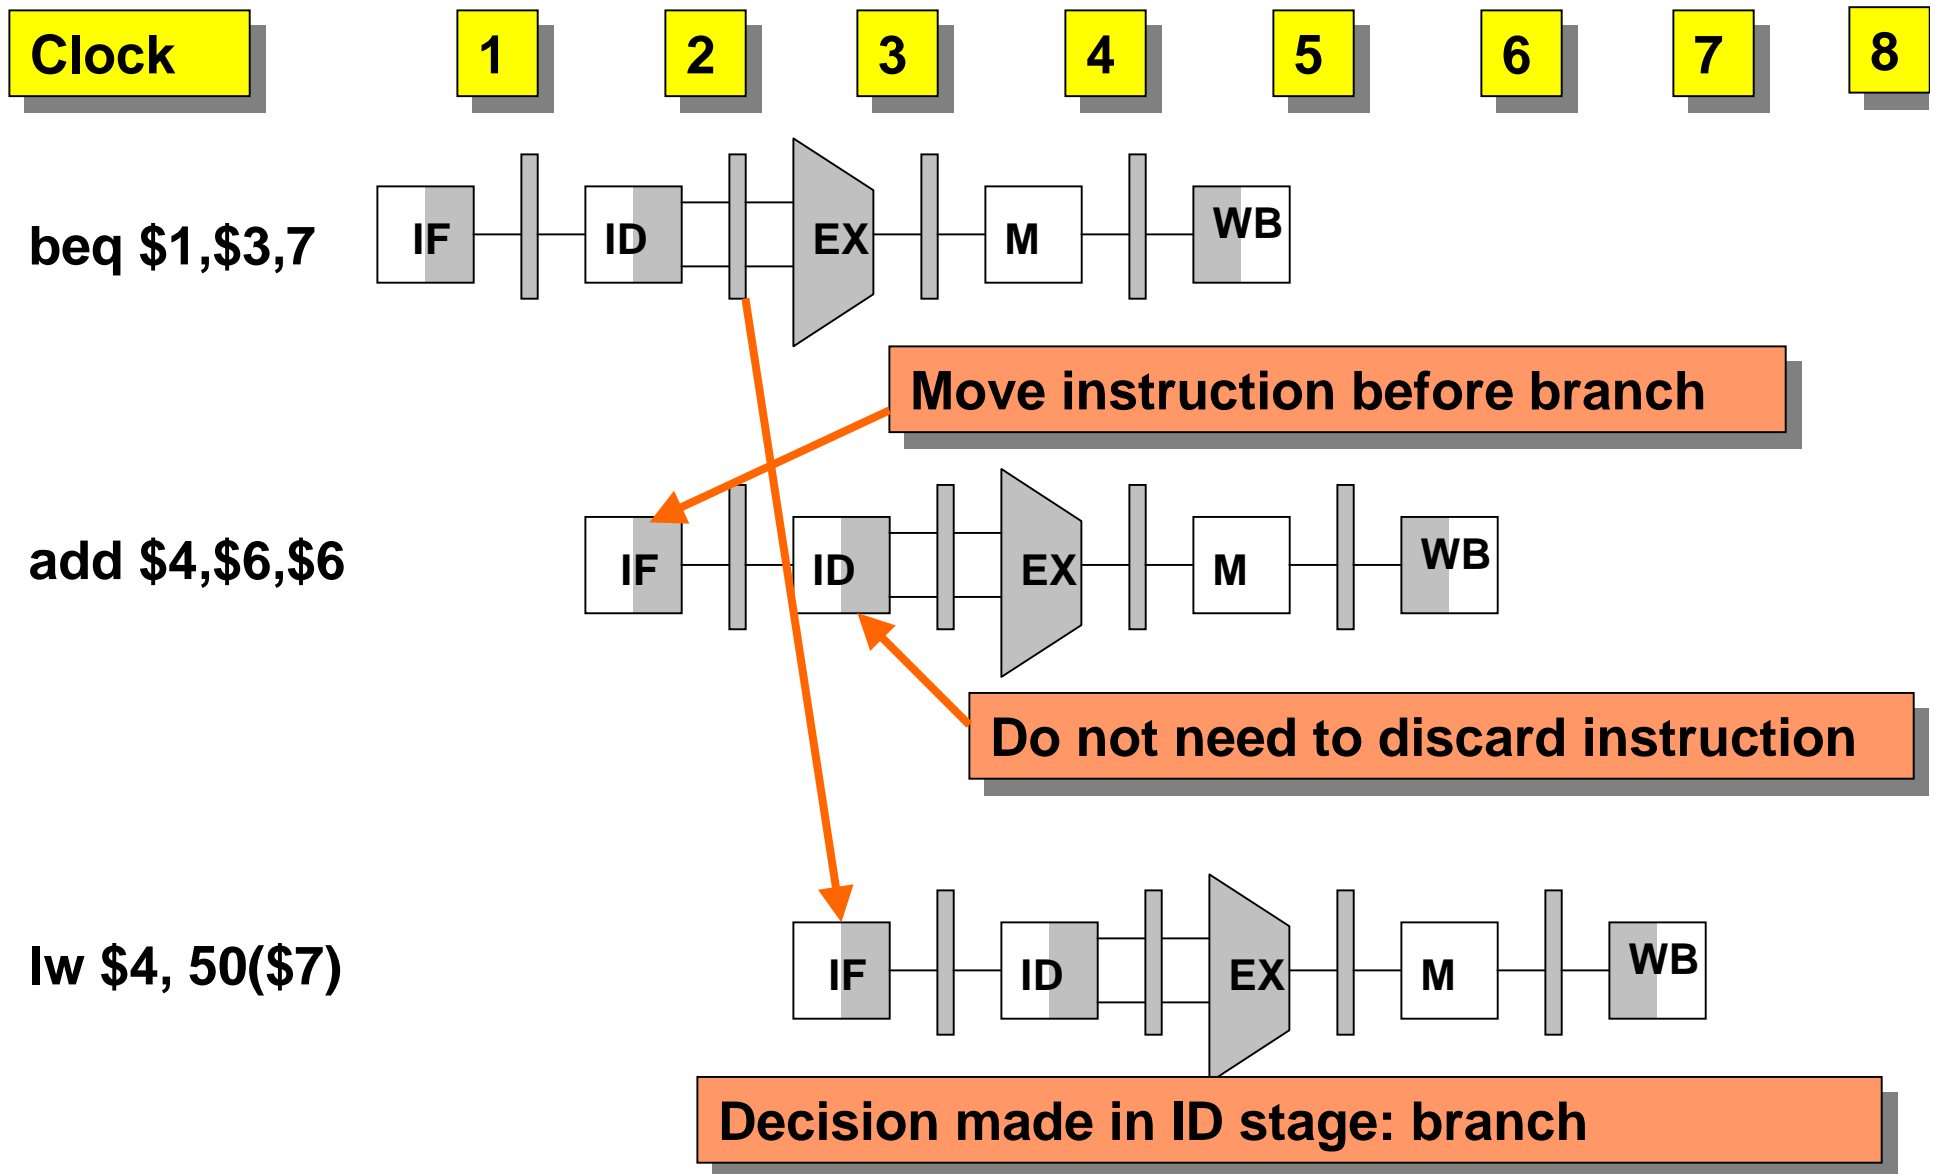 Clock 1 2 3 4 5 6 7 8
beq $1,$3,7 IF ID EX M WB
Move instruction before branch
add $4,$6,$6 IF ID EX M WB
Do not need to discard instruction
lw $4, 50($7) IF ID EX M WB
Decision made in ID stage: branch